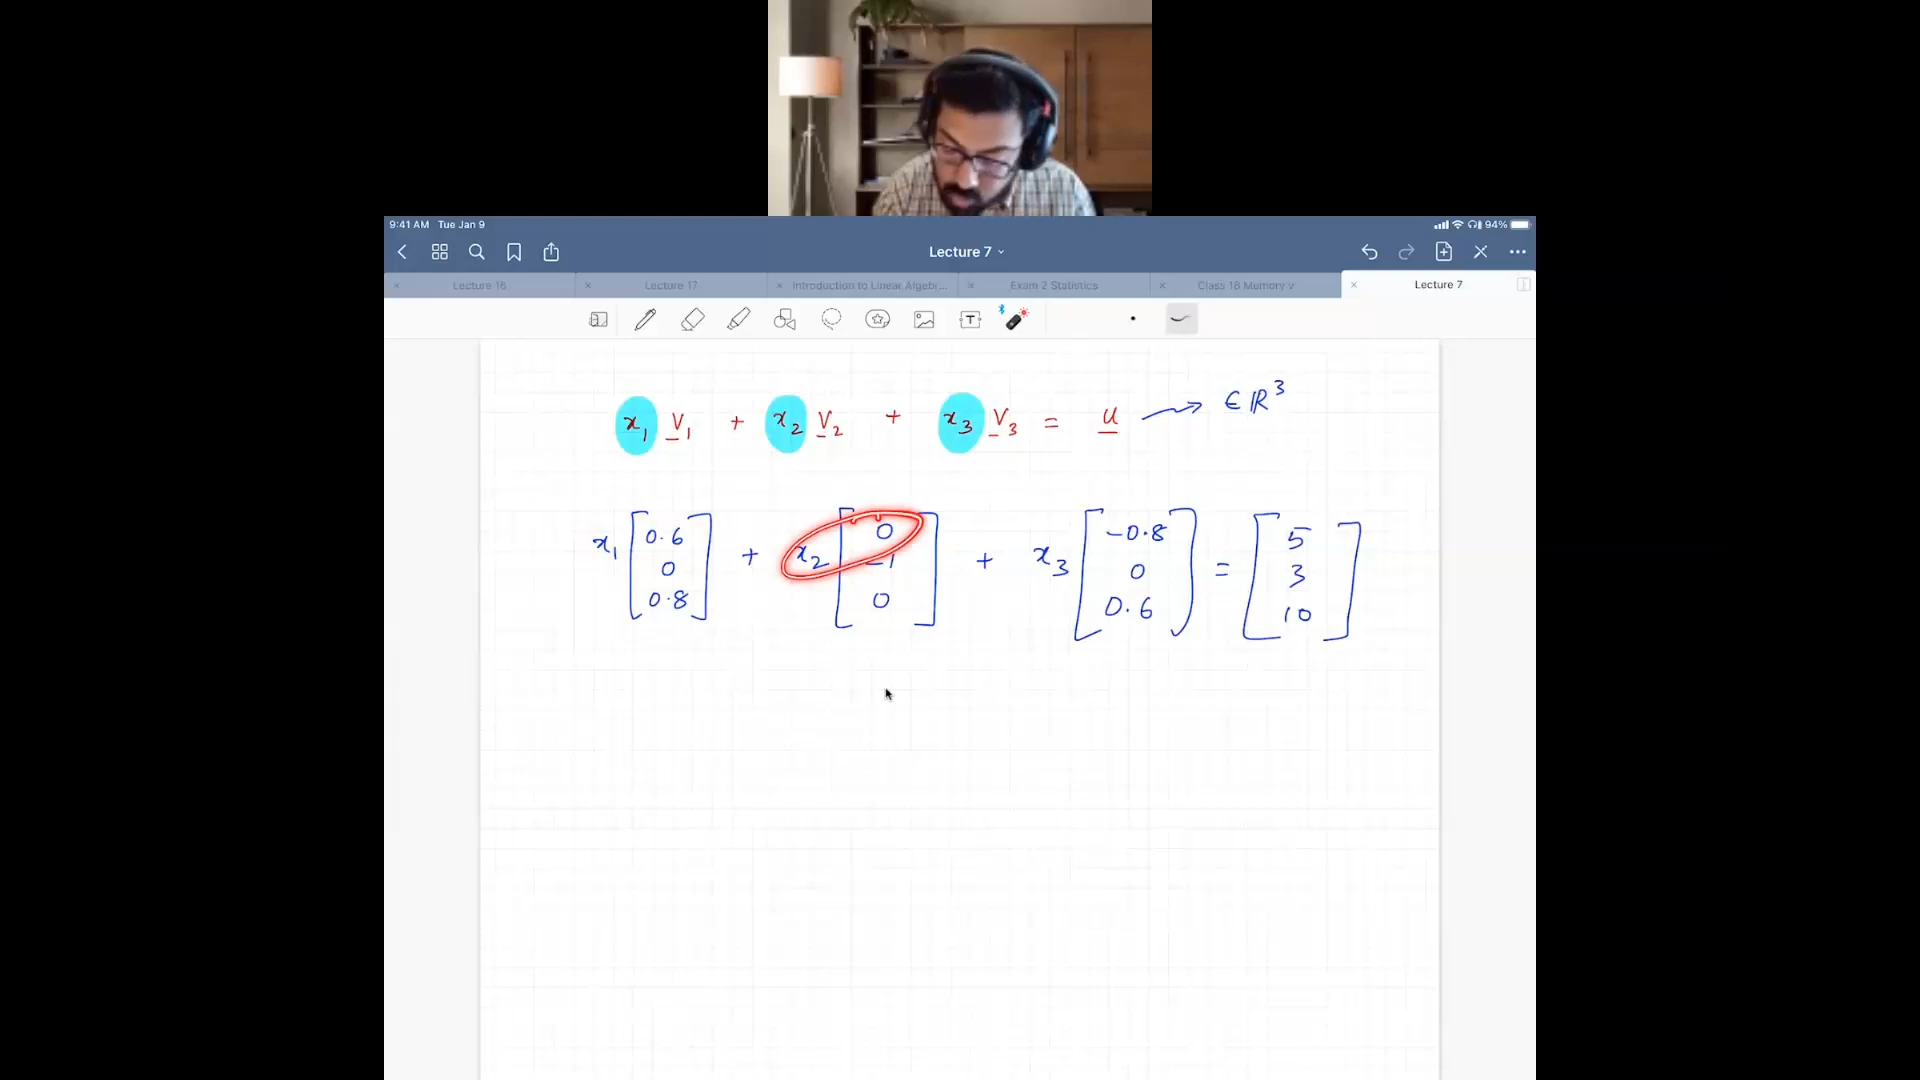 9:41 AM Tue Jan 9
94%
Lecture 7
Lecture 16
Lecture 17
Introduction to Linear Algebr...
Exam 2 Statistics
Class 18 Memory v
Lecture 7
x₁ v₁ + x₂ v₂ + x₃ v₃ = u → ∈ ℝ³
x₁ [0.6 0 0.8] + x₂ [0 -1 0] + x₃ [-0.8 0 0.6] = [5 3 10]